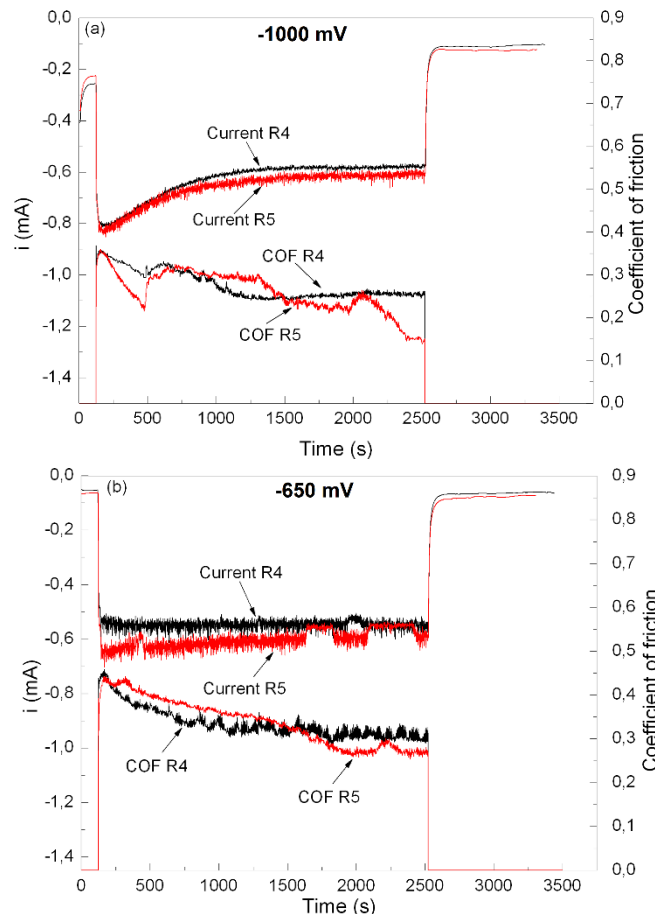 (a)
-1000 mV
0,0
-0,2
-0,4
-0,6
-0,8
-1,0
-1,2
-1,4
i (mA)
0,9
0,8
0,7
0,6
0,5
0,4
0,3
0,2
0,1
0,0
Coefficient of friction
Current R4
Current R5
COF R4
COF R5
0 500 1000 1500 2000 2500 3000 3500
Time (s)
(b)
-650 mV
0,0
-0,2
-0,4
-0,6
-0,8
-1,0
-1,2
-1,4
i (mA)
0,9
0,8
0,7
0,6
0,5
0,4
0,3
0,2
0,1
0,0
Coefficient of friction
Current R4
Current R5
COF R4
COF R5
0 500 1000 1500 2000 2500 3000 3500
Time (s)